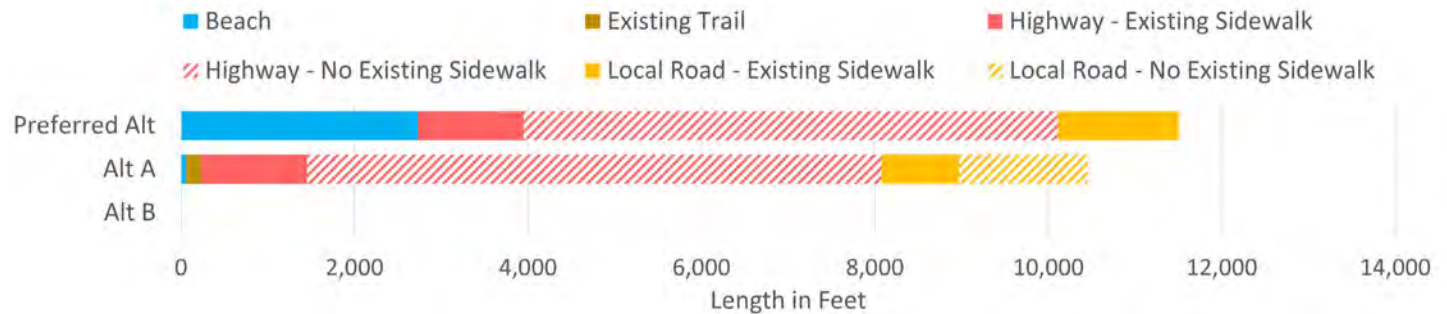 Beach Existing Trail Highway - Existing Sidewalk
Highway - No Existing Sidewalk Local Road - Existing Sidewalk Local Road - No Existing Sidewalk
Preferred Alt
Alt A
Alt B
0 2,000 4,000 6,000 8,000 10,000 12,000 14,000
Length in Feet